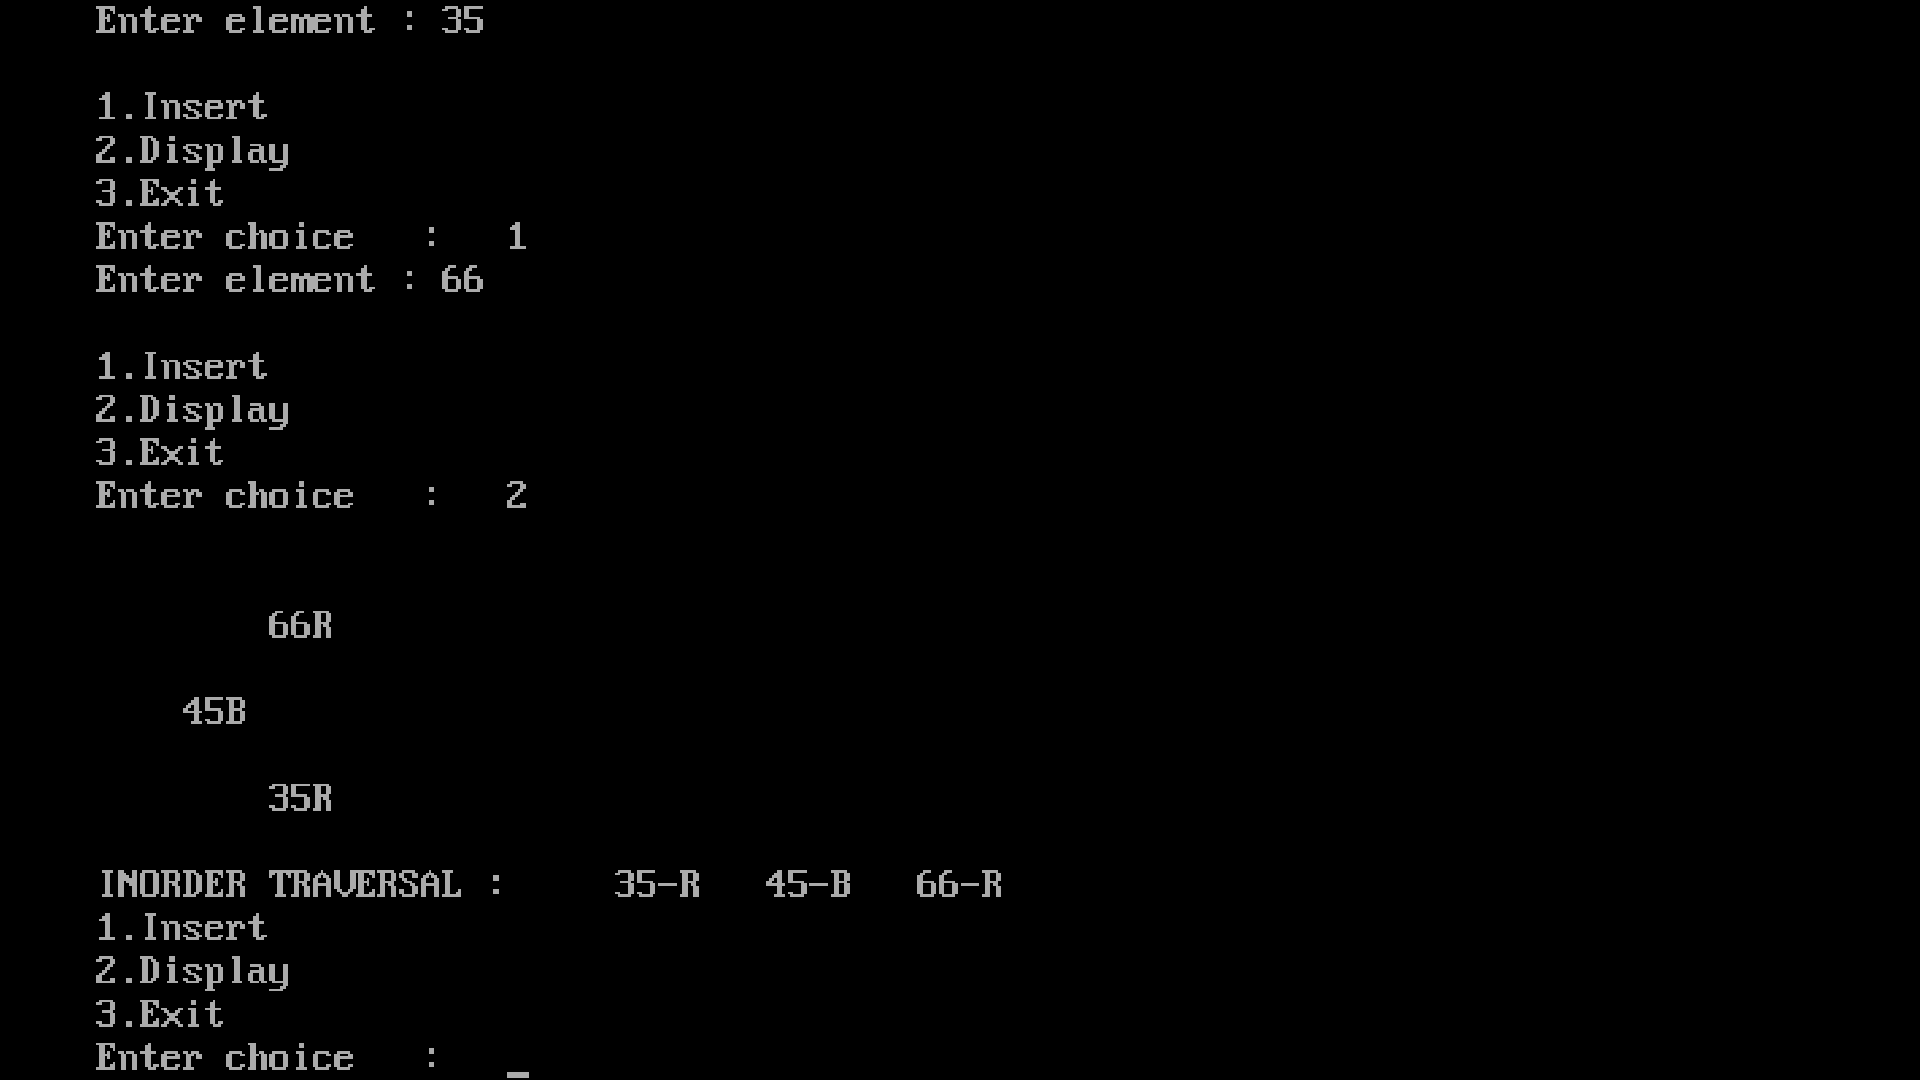 Enter element : 35
1.Insert
2.Display
3.Exit
Enter choice   :   1
Enter element : 66
1.Insert
2.Display
3.Exit
Enter choice   :   2
66R
45B
35R
INORDER TRAVERSAL :     35-R   45-B   66-R
1.Insert
2.Display
3.Exit
Enter choice   :   _